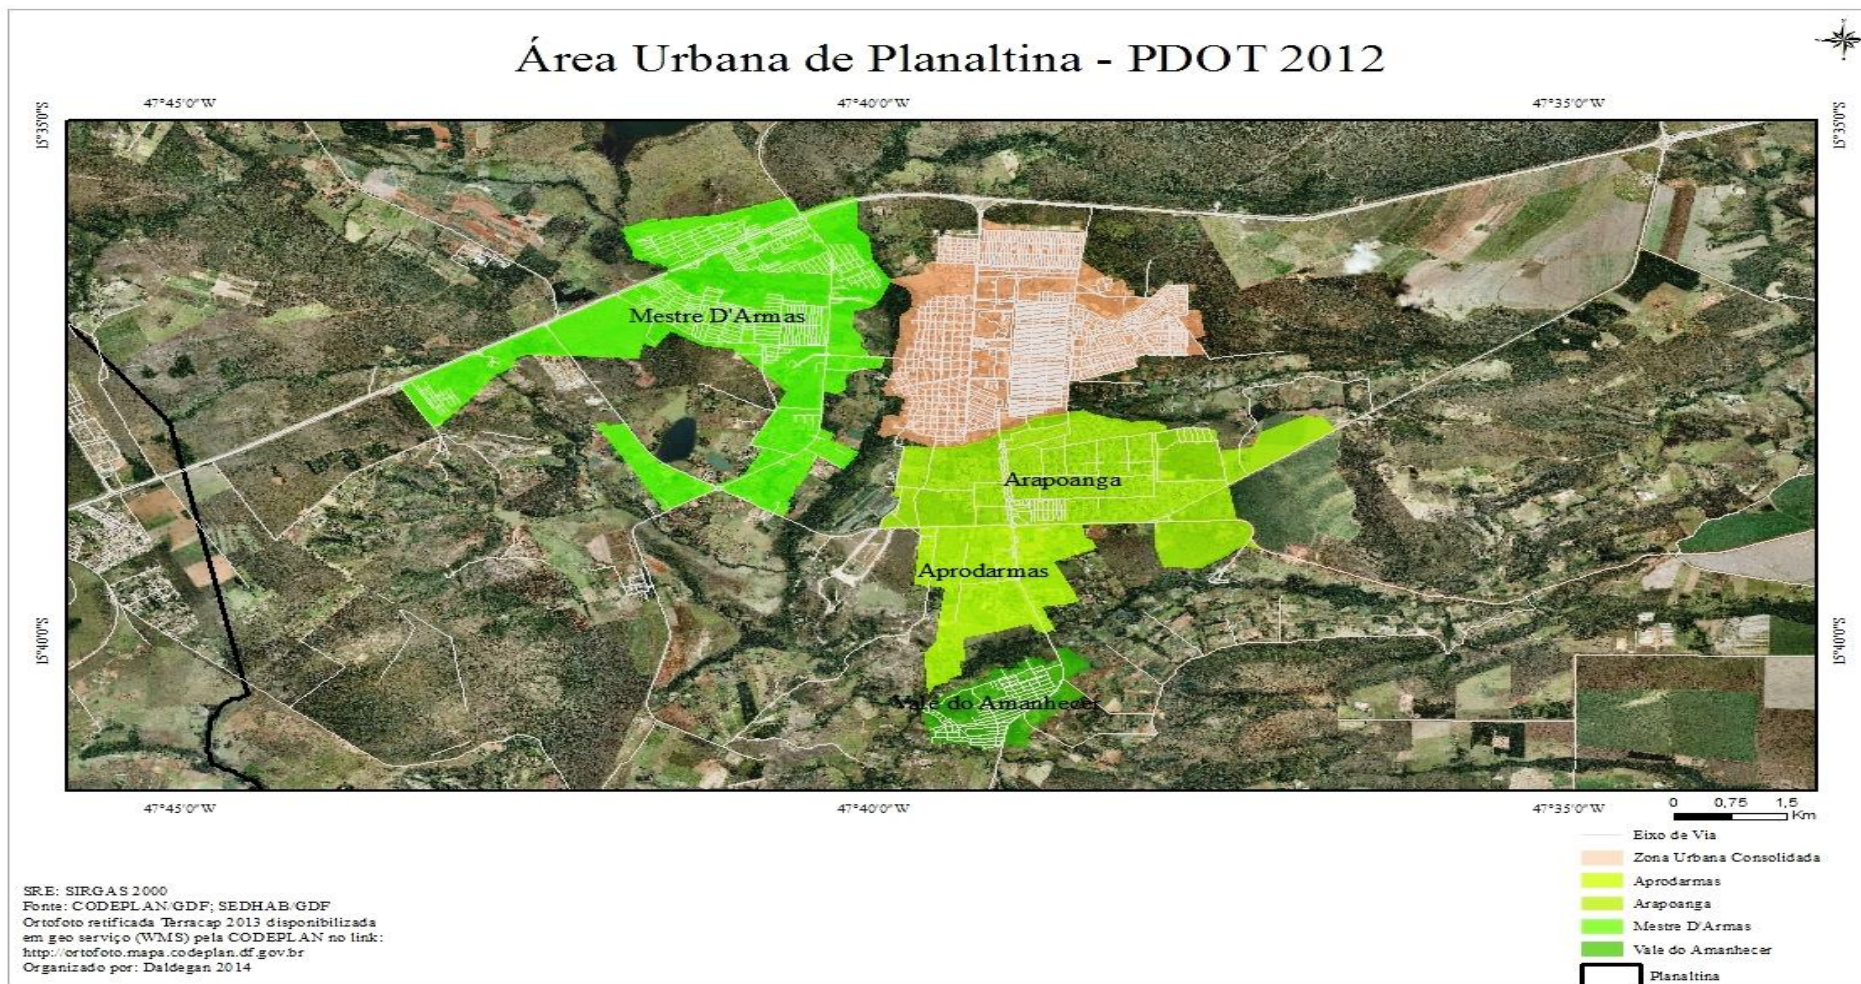 Área Urbana de Planaltina - PDOT 2012
47°45'0"W
47°40'0"W
47°35'0"W
15°35'0"S
15°35'0"S
Mestre D'Armas
Arapoanga
Aprodarmas
15°40'0"S
15°40'0"S
Vale do Amanhecer
47°45'0"W
47°40'0"W
47°35'0"W
0 0,75 1,5
Km
Eixo de Via
Zona Urbana Consolidada
Aprodarmas
Arapoanga
Mestre D'Armas
Vale do Amanhecer
Planaltina
SRE: SIRGAS 2000
Fonte: CODEPLAN/GDF; SEDHAB/GDF
Ortofoto retificada Terracap 2013 disponibilizada
em geo serviço (WMS) pela CODEPLAN no link:
http://ortofoto.mapa.codeplan.df.gov.br
Organizado por: Daldegan 2014